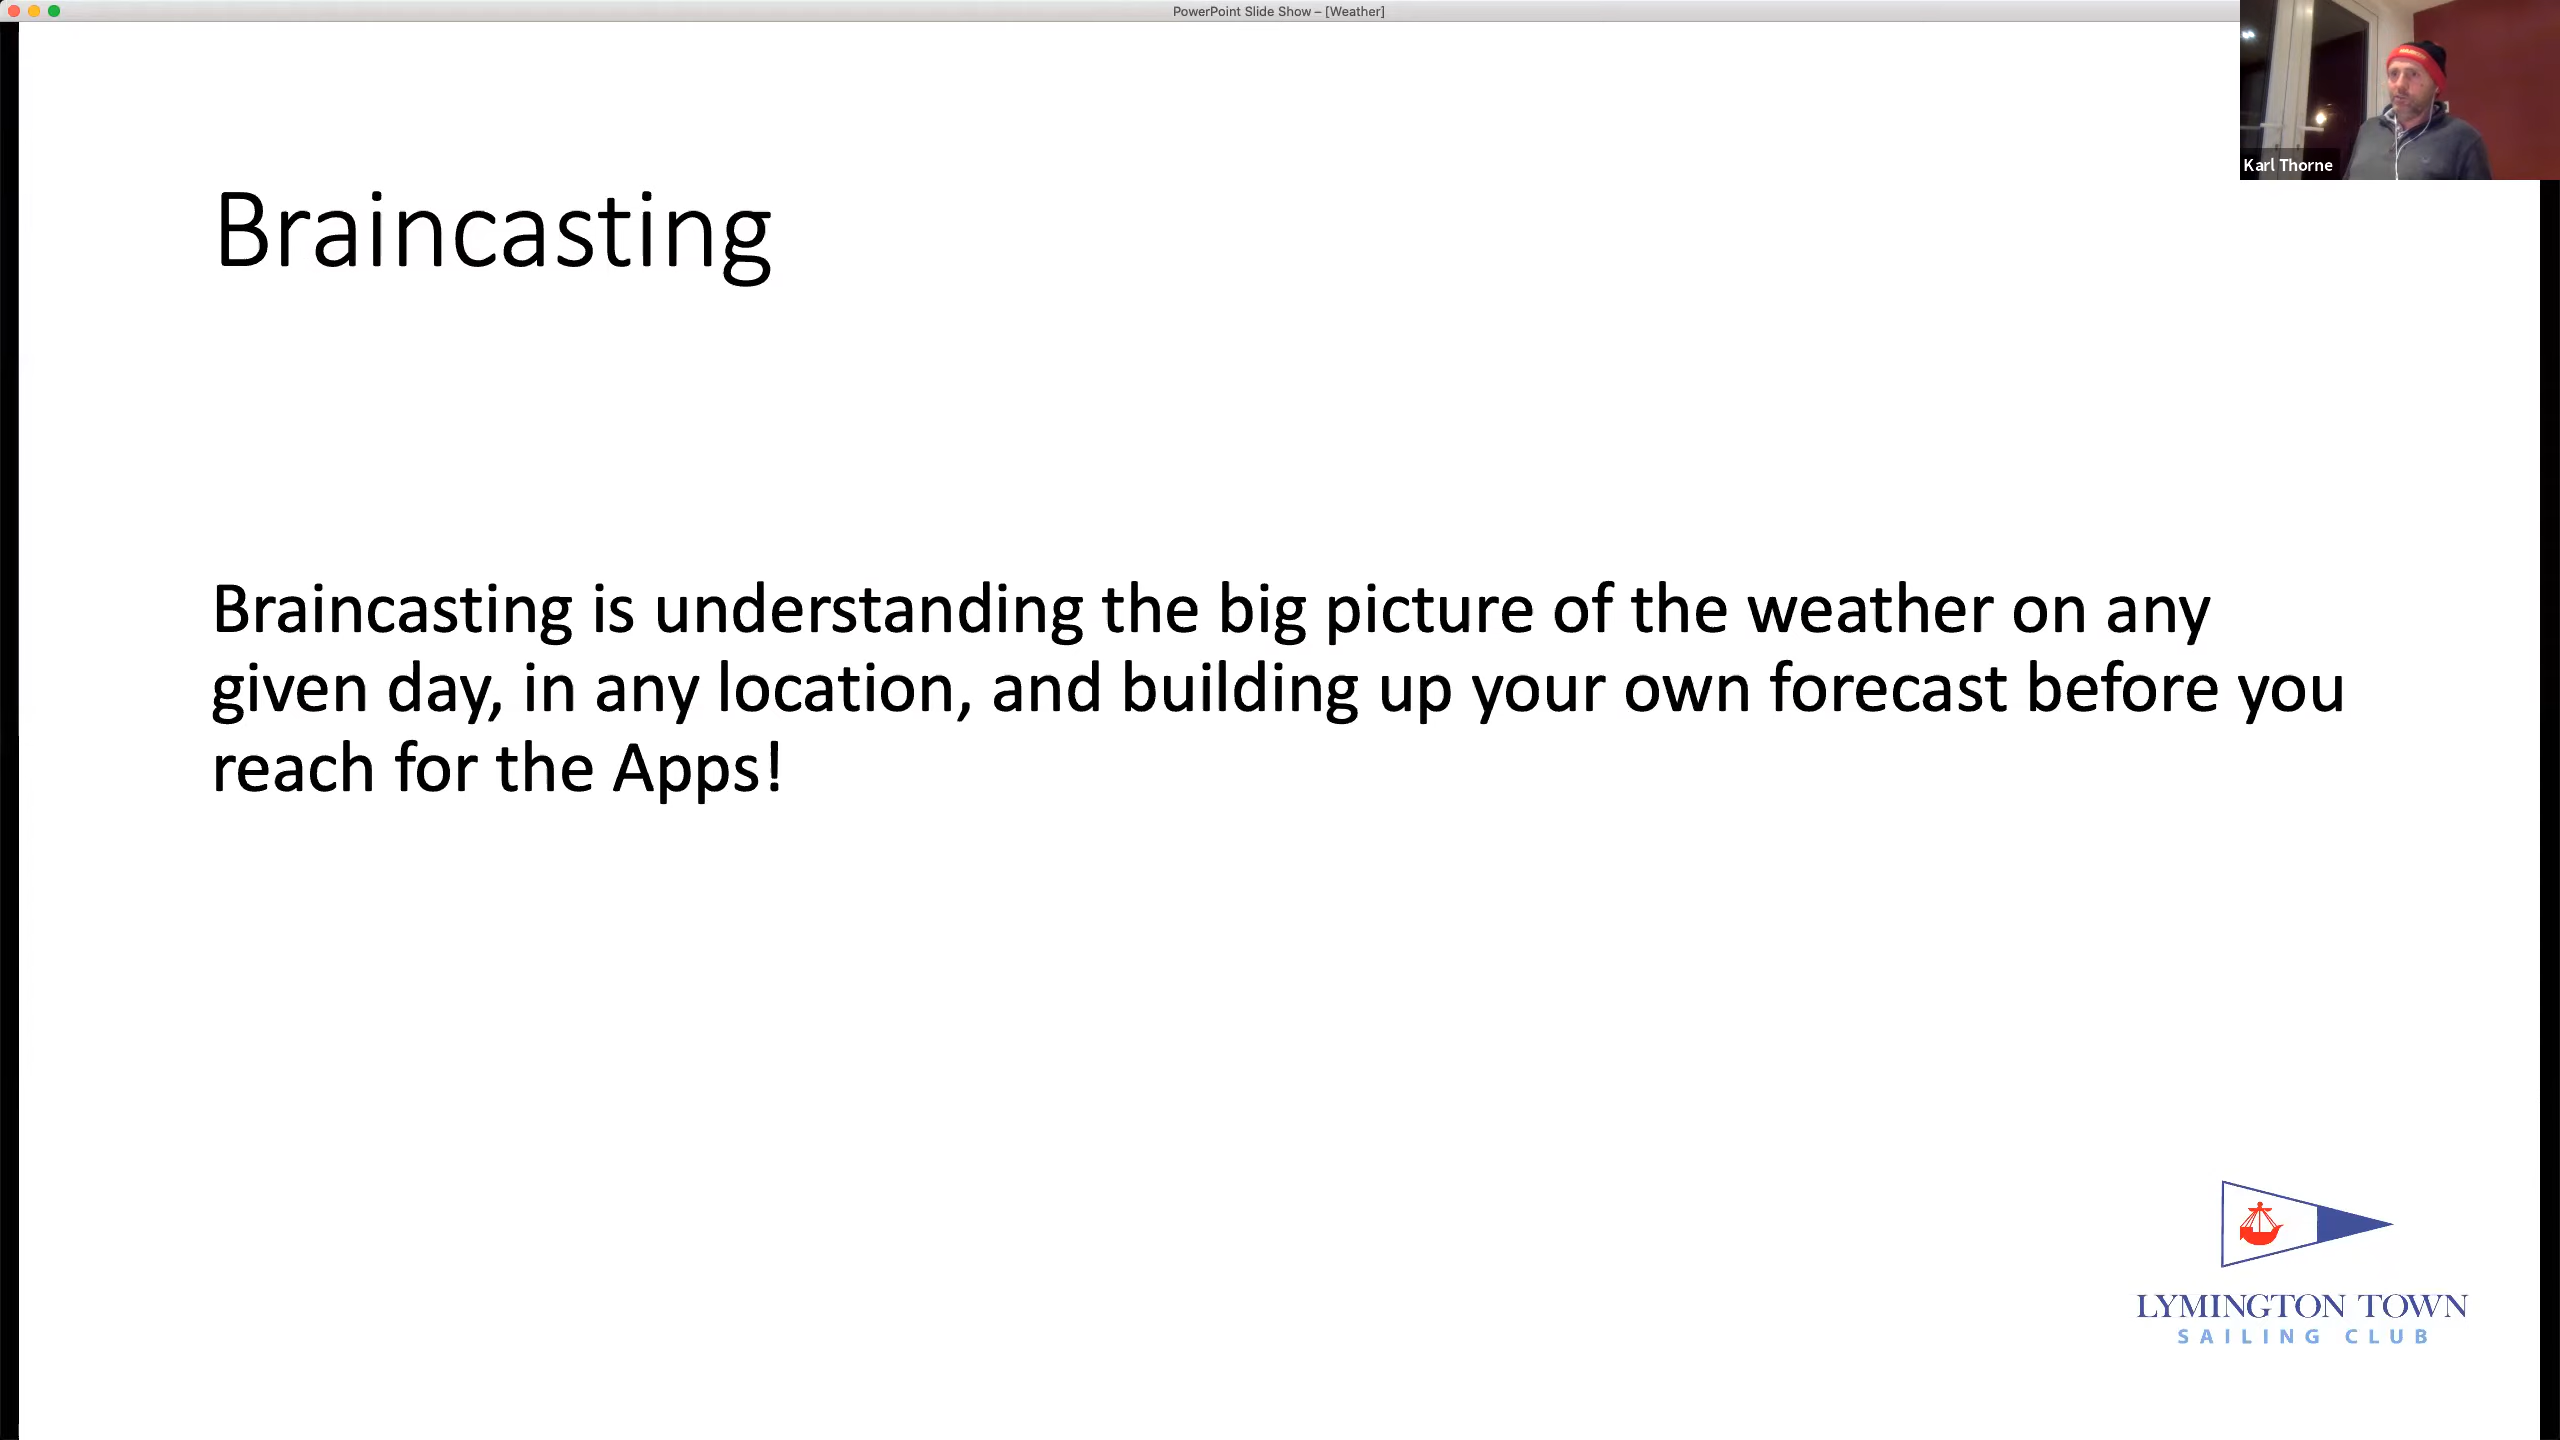 PowerPoint Slide Show – [Weather]
Karl Thorne
Braincasting
Braincasting is understanding the big picture of the weather on any
given day, in any location, and building up your own forecast before you
reach for the Apps!
LYMINGTON TOWN
SAILING CLUB